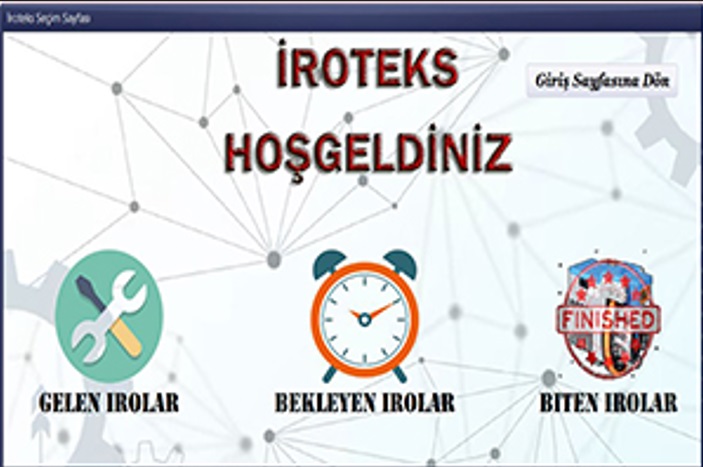 İroteks Seçim Sayfası
İROTEKS
Giriş Sayfasına Dön
HOŞGELDİNİZ
FINISHED
GELEN IROLAR
BEKLEYEN IROLAR
BITEN IROLAR